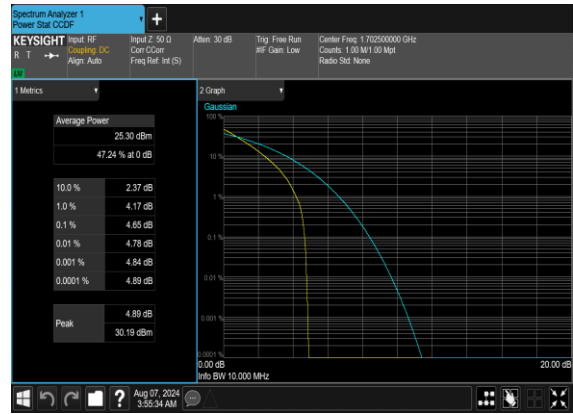 Spectrum Analyzer 1
Power Stat CCDF
KEYSIGHT
R T
LW
Input: RF
Coupling: DC
Align: Auto
Input Z: 50 Ω
Corr CCorr
Freq Ref: Int (S)
Atten: 30 dB
Trig: Free Run
#IF Gain: Low
Center Freq: 1.702500000 GHz
Counts: 1.00 M/1.00 Mpt
Radio Std: None
1 Metrics
Average Power
25.30 dBm
47.24 % at 0 dB
10.0 % 2.37 dB
1.0 % 4.17 dB
0.1 % 4.65 dB
0.01 % 4.78 dB
0.001 % 4.84 dB
0.0001 % 4.89 dB
Peak
4.89 dB
30.19 dBm
2 Graph
Gaussian
100 %
10 %
1 %
0.1 %
0.01 %
0.001 %
0.0001 %
0.00 dB
20.00 dB
Info BW 10.000 MHz
?
Aug 07, 2024
3:55:34 AM